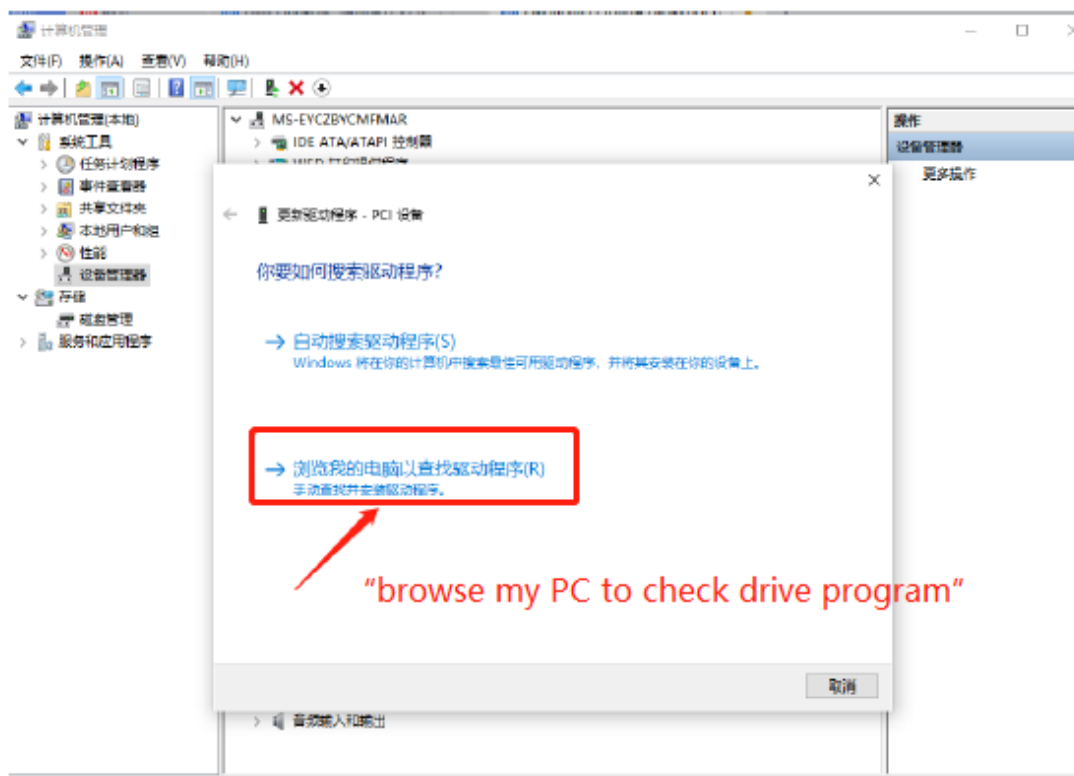 计算机管理
文件(F) 操作(A) 查看(V) 帮助(H)
计算机管理(本地)
系统工具
任务计划程序
事件查看器
共享文件夹
本地用户和组
性能
设备管理器
存储
磁盘管理
服务和应用程序
MS-EYCZBYCMFMAR
IDE ATA/ATAPI 控制器
操作
设备管理器
更多操作
更新驱动程序 - PCI 设备
你要如何搜索驱动程序?
自动搜索驱动程序(S)
Windows 将在你的计算机中搜索最佳可用驱动程序，并将其安装在你的设备上。
浏览我的电脑以查找驱动程序(R)
手动查找并安装驱动程序。
"browse my PC to check drive program"
取消
音频输入和输出